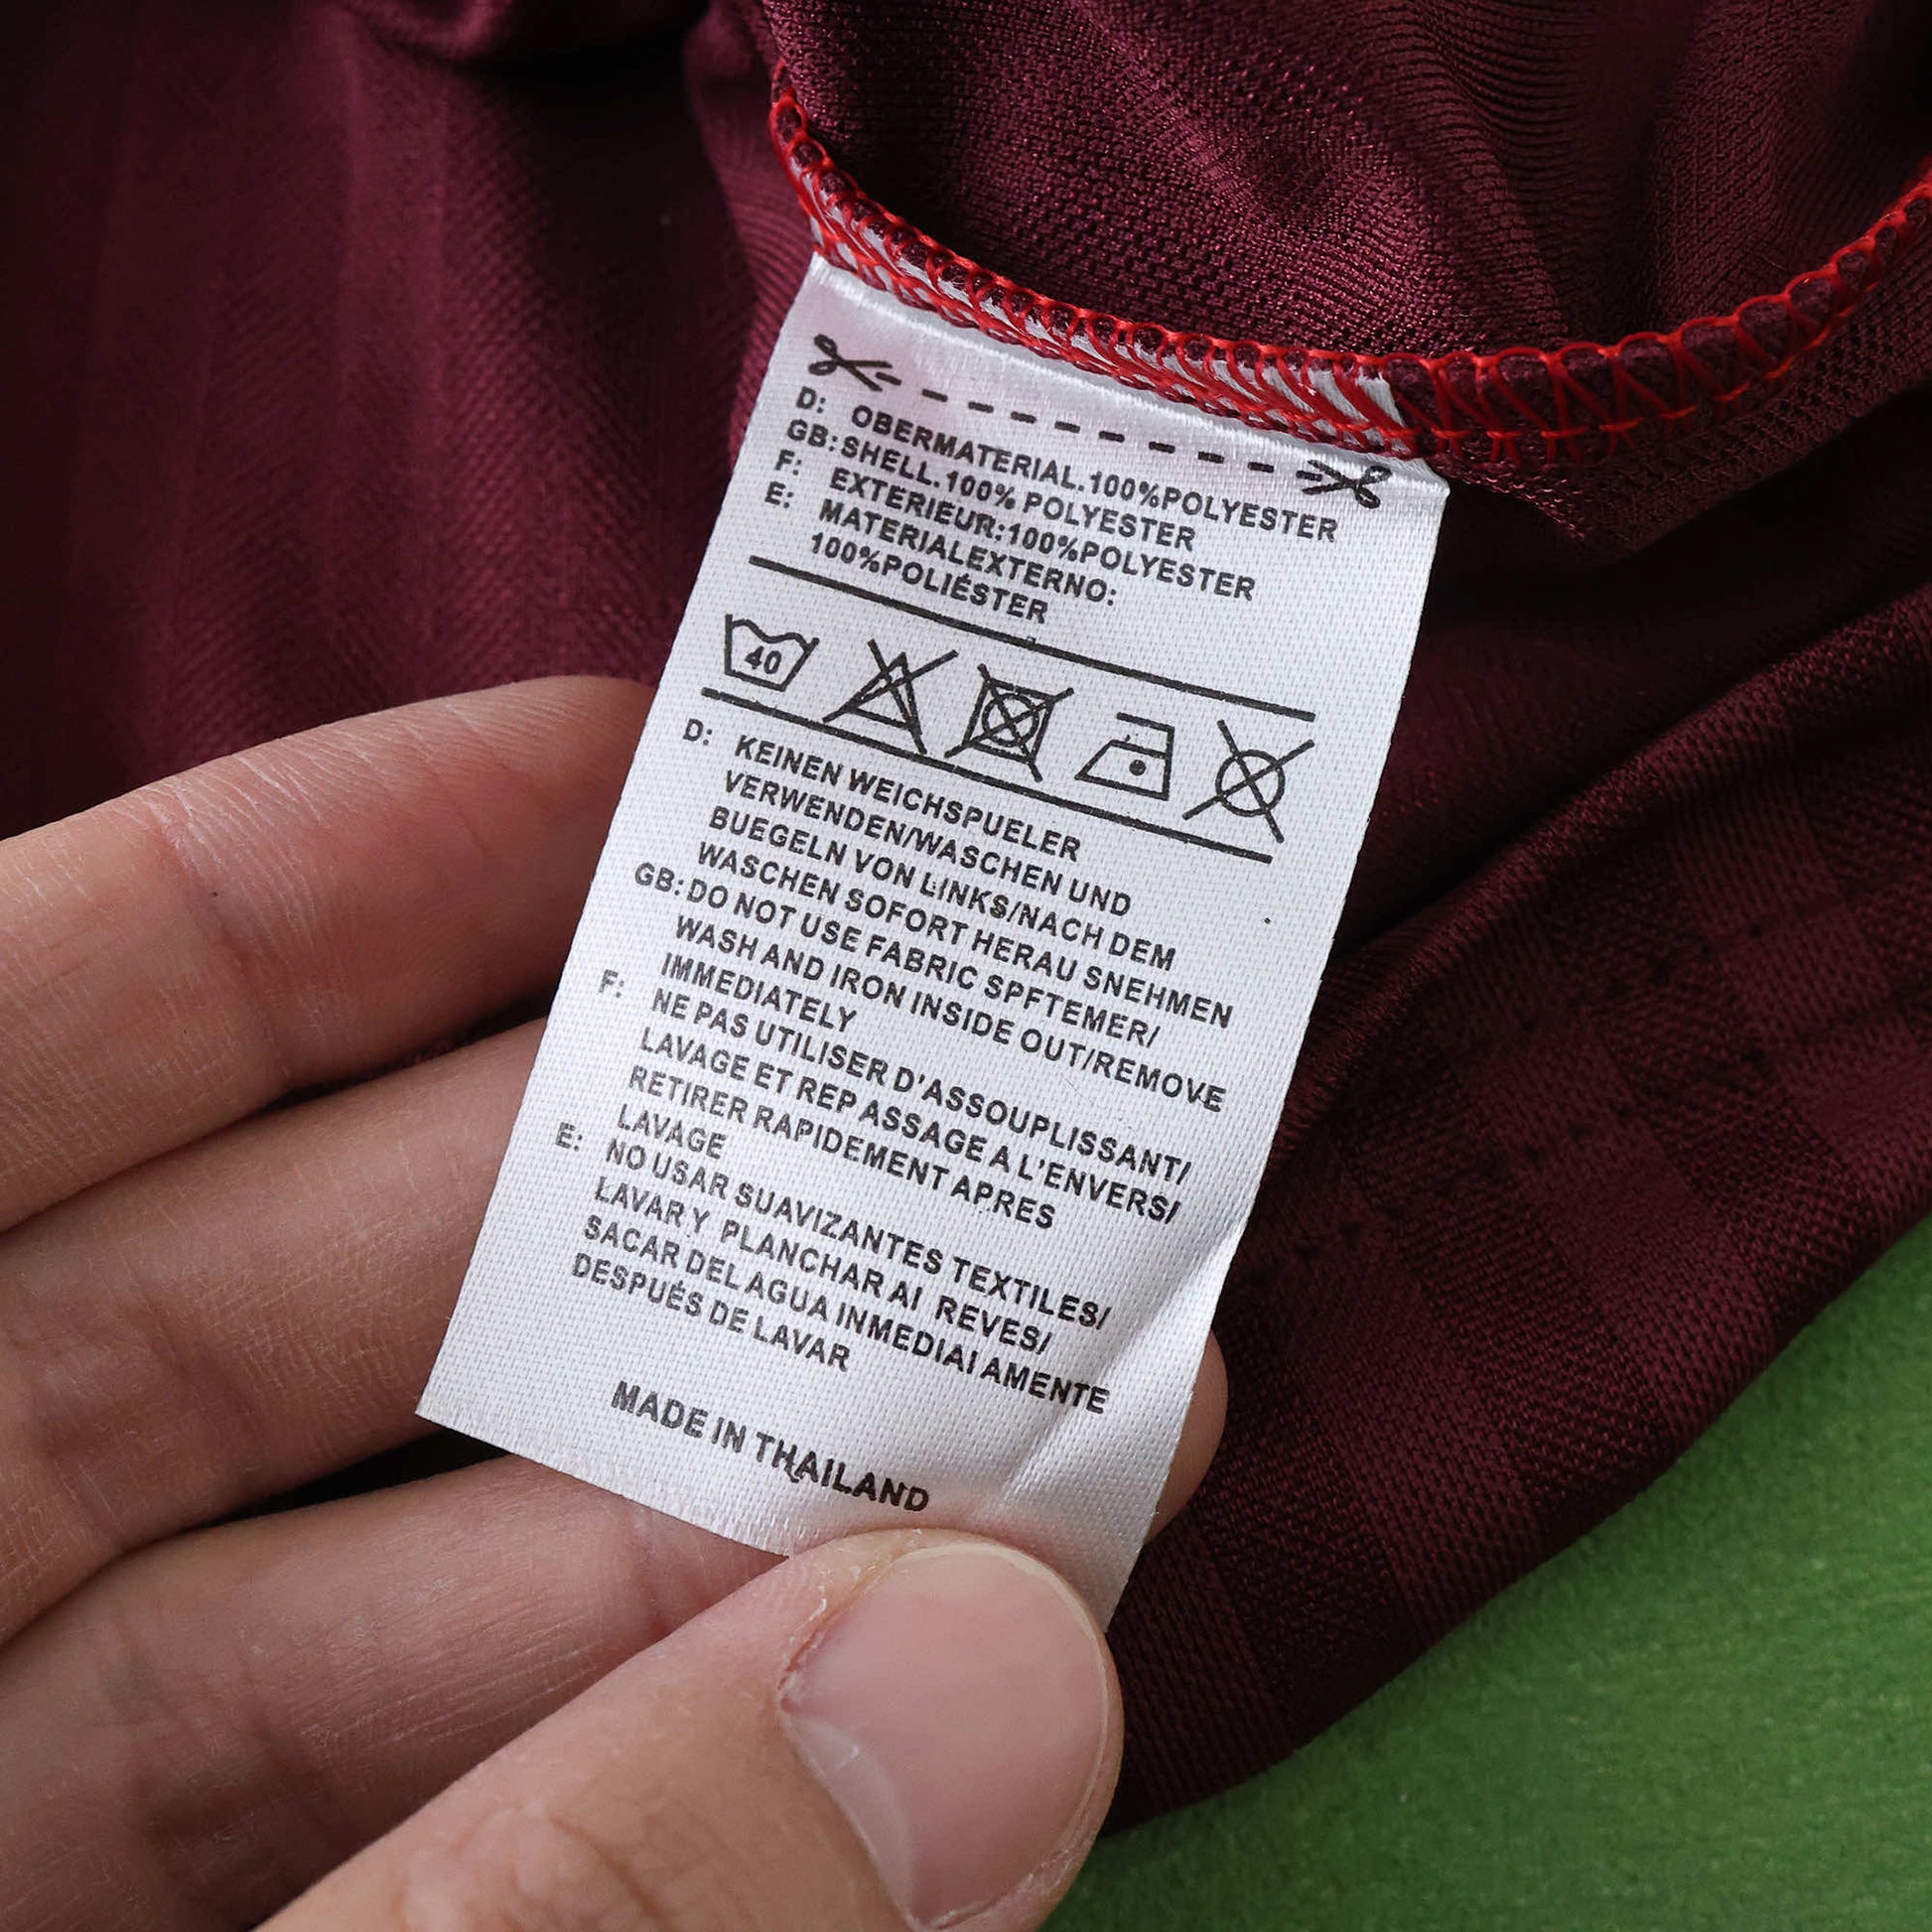 D: OBERMATERIAL.100%POLYESTER
GB:SHELL.100% POLYESTER
F: EXTERIEUR:100%POLYESTER
E: MATERIALEXTERNO:
100%POLIÉSTER
40
D: KEINEN WEICHSPUELER
VERWENDEN/WASCHEN UND
BUEGELN VON LINKS/NACH DEM
WASCHEN SOFORT HERAU SNEHMEN
GB:DO NOT USE FABRIC SPFTEMER/
WASH AND IRON INSIDE OUT/REMOVE
IMMEDIATELY
F: NE PAS UTILISER D'ASSOUPLISSANT/
LAVAGE ET REP ASSAGE A L'ENVERS/
RETIRER RAPIDEMENT APRES
LAVAGE
E: NO USAR SUAVIZANTES TEXTILES/
LAVAR Y PLANCHAR AI REVES/
SACAR DEL AGUA INMEDIAI AMENTE
DESPUÉS DE LAVAR
MADE IN THAILAND